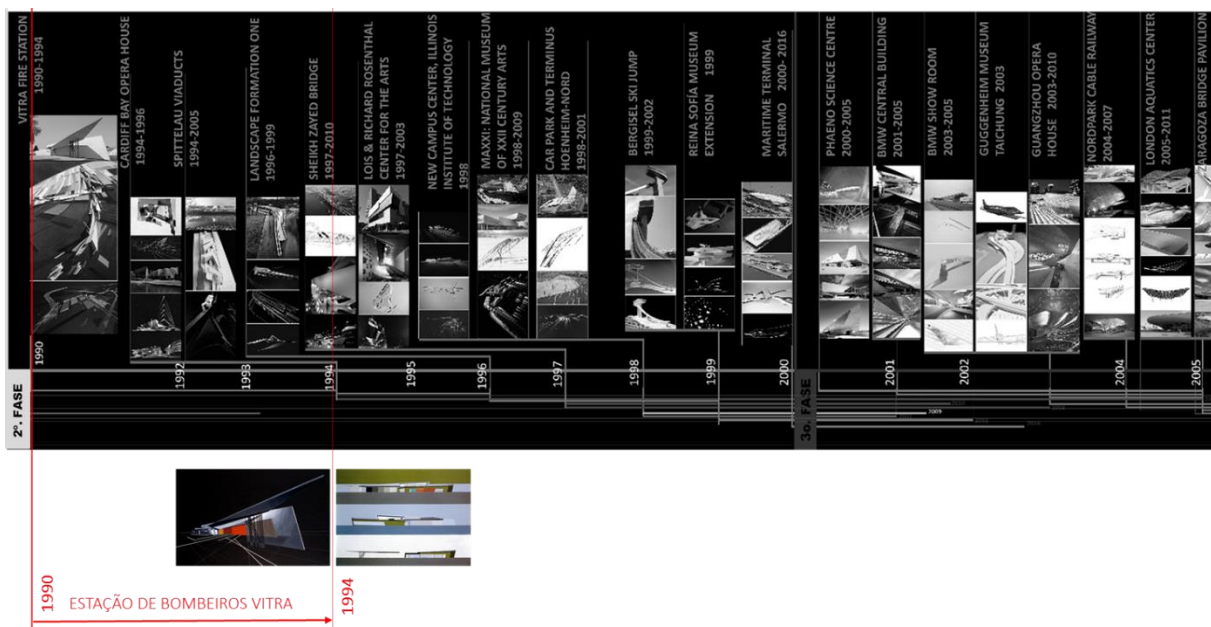 VITRA FIRE STATION
1990-1994
CARDIFF BAY OPERA HOUSE
1994-1996
SPITTELAU VIADUCTS
1994-2005
LANDSCAPE FORMATION ONE
1996-1999
SHEIKH ZAYED BRIDGE
1997-2010
LOIS & RICHARD ROSENTHAL
CENTER FOR THE ARTS
1997-2003
NEW CAMPUS CENTER, ILLINOIS
INSTITUTE OF TECHNOLOGY
1998
MAXXI: NATIONAL MUSEUM
OF XXII CENTURY ARTS
1998-2009
CAR PARK AND TERMINUS
HOENHEIM-NORD
1998-2001
BERGISEL SKI JUMP
1999-2002
REINA SOFÍA MUSEUM
EXTENSION 1999
MARITIME TERMINAL
SALERMO 2000- 2016
PHAENO SCIENCE CENTRE
2000-2005
BMW CENTRAL BUILDING
2001-2005
BMW SHOW ROOM
2003-2005
GUGGENHEIM MUSEUM
TAICHUNG 2003
GUANGZHOU OPERA
HOUSE 2003-2010
NORDPARK CABLE RAILWAY
2004-2007
LONDON AQUATICS CENTER
2005-2011
ZARAGOZA BRIDGE PAVILION
1990
1992
1993
1994
1995
1996
1997
1998
1999
2000
2001
2002
2004
2005
2º. FASE
3o. FASE
2009
1990
ESTAÇÃO DE BOMBEIROS VITRA
1994